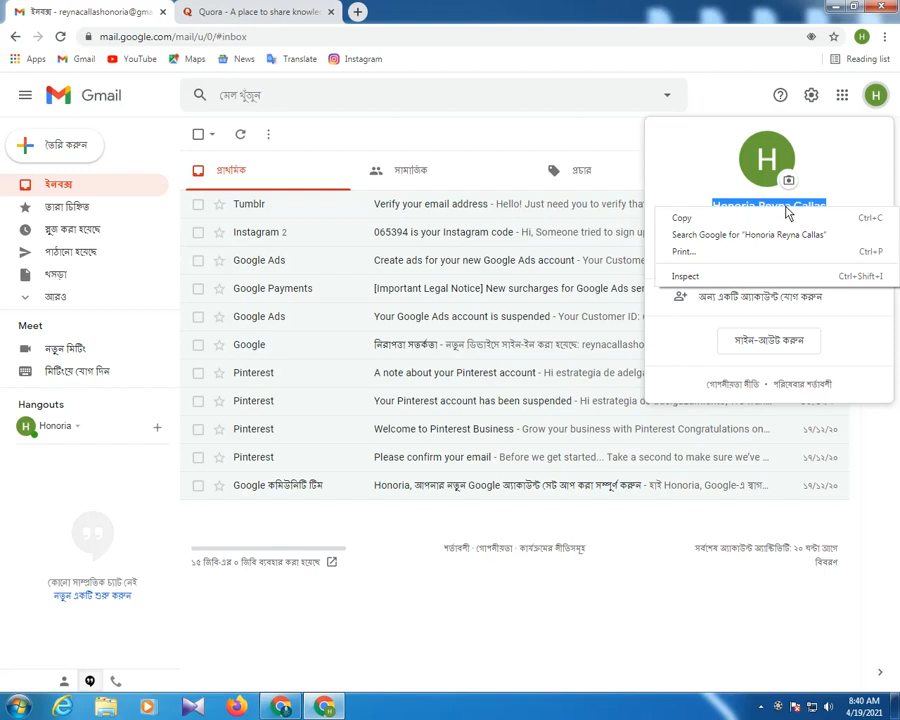 ইনবক্স - reynacallashonoria@gma
Quora - A place to share knowle
mail.google.com/mail/u/0/#inbox
Apps
Gmail
YouTube
Maps
News
Translate
Instagram
Reading list
Gmail
মেল খুঁজুন
H
তৈরি করুন
ইনবক্স
তারা চিহ্নিত
স্নুজ করা হয়েছে
পাঠানো হয়েছে
খসড়া
আরও
Meet
নতুন মিটিং
মিটিংয়ে যোগ দিন
Hangouts
Honoria
কোনো সাম্প্রতিক চ্যাট নেই
নতুন একটি শুরু করুন
প্রাথমিক
সামাজিক
প্রচার
Tumblr Verify your email address - Hello! Just need you to verify that
Instagram 2 065394 is your Instagram code - Hi, Someone tried to sign up
Google Ads Create ads for your new Google Ads account
Google Payments [Important Legal Notice] New surcharges for Google Ads
Google Ads Your Google Ads account is suspended - Your Customer ID:
Google নিরাপত্তা সতর্কতা - নতুন ডিভাইসে সাইন-ইন করা হয়েছে: reynacallasho
Pinterest A note about your Pinterest account - Hi estrategia de adelga
Pinterest Your Pinterest account has been suspended - Hi estrategia
Pinterest Welcome to Pinterest Business - Grow your business with Pinterest Congratulations on... ১৭/১২/২০
Pinterest Please confirm your email - Before we get started... Take a second to make sure we've ... ১৭/১২/২০
Google কমিউনিটি টিম Honoria, আপনার নতুন Google অ্যাকাউন্ট সেট আপ করা সম্পূর্ণ করুন - হাই Honoria, Google-এ স্বাগ... ১৭/১২/২০
১৫ জিবি-এর ০ জিবি ব্যবহার করা হয়েছে
শর্তাবলী · গোপনীয়তা · কার্যক্রমের নীতিসমূহ
সর্বশেষ অ্যাকাউন্ট অ্যাক্টিভিটি: ২০ ঘন্টা আগে
বিবরণ
H
Honoria Reyna Callas
Copy Ctrl+C
Search Google for "Honoria Reyna Callas"
Print... Ctrl+P
Inspect Ctrl+Shift+I
অন্য একটি অ্যাকাউন্ট যোগ করুন
সাইন-আউট করুন
গোপনীয়তা নীতি • পরিষেবার শর্তাবলী
8:40 AM
4/19/2021